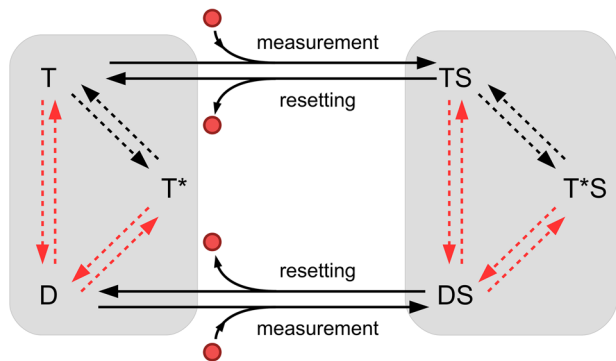 measurement
T
TS
resetting
T*
T*S
resetting
D
DS
measurement